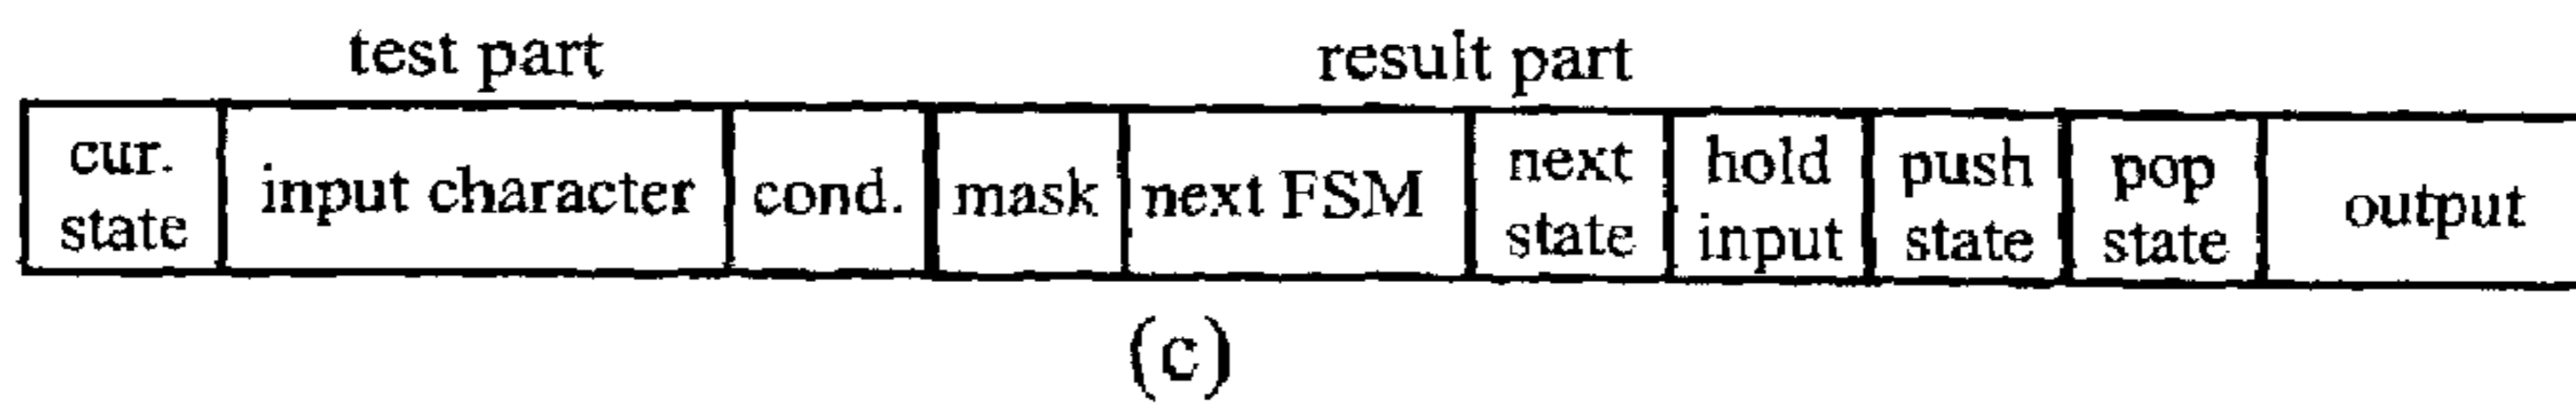 test part
result part
cur. state
input character
cond.
mask
next FSM
next state
hold input
push state
pop state
output
(c)